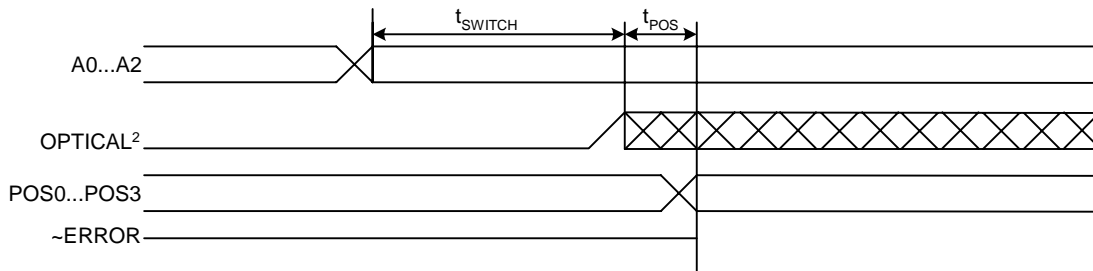 tSWITCH tPOS
A0...A2
OPTICAL²
POS0...POS3
~ERROR